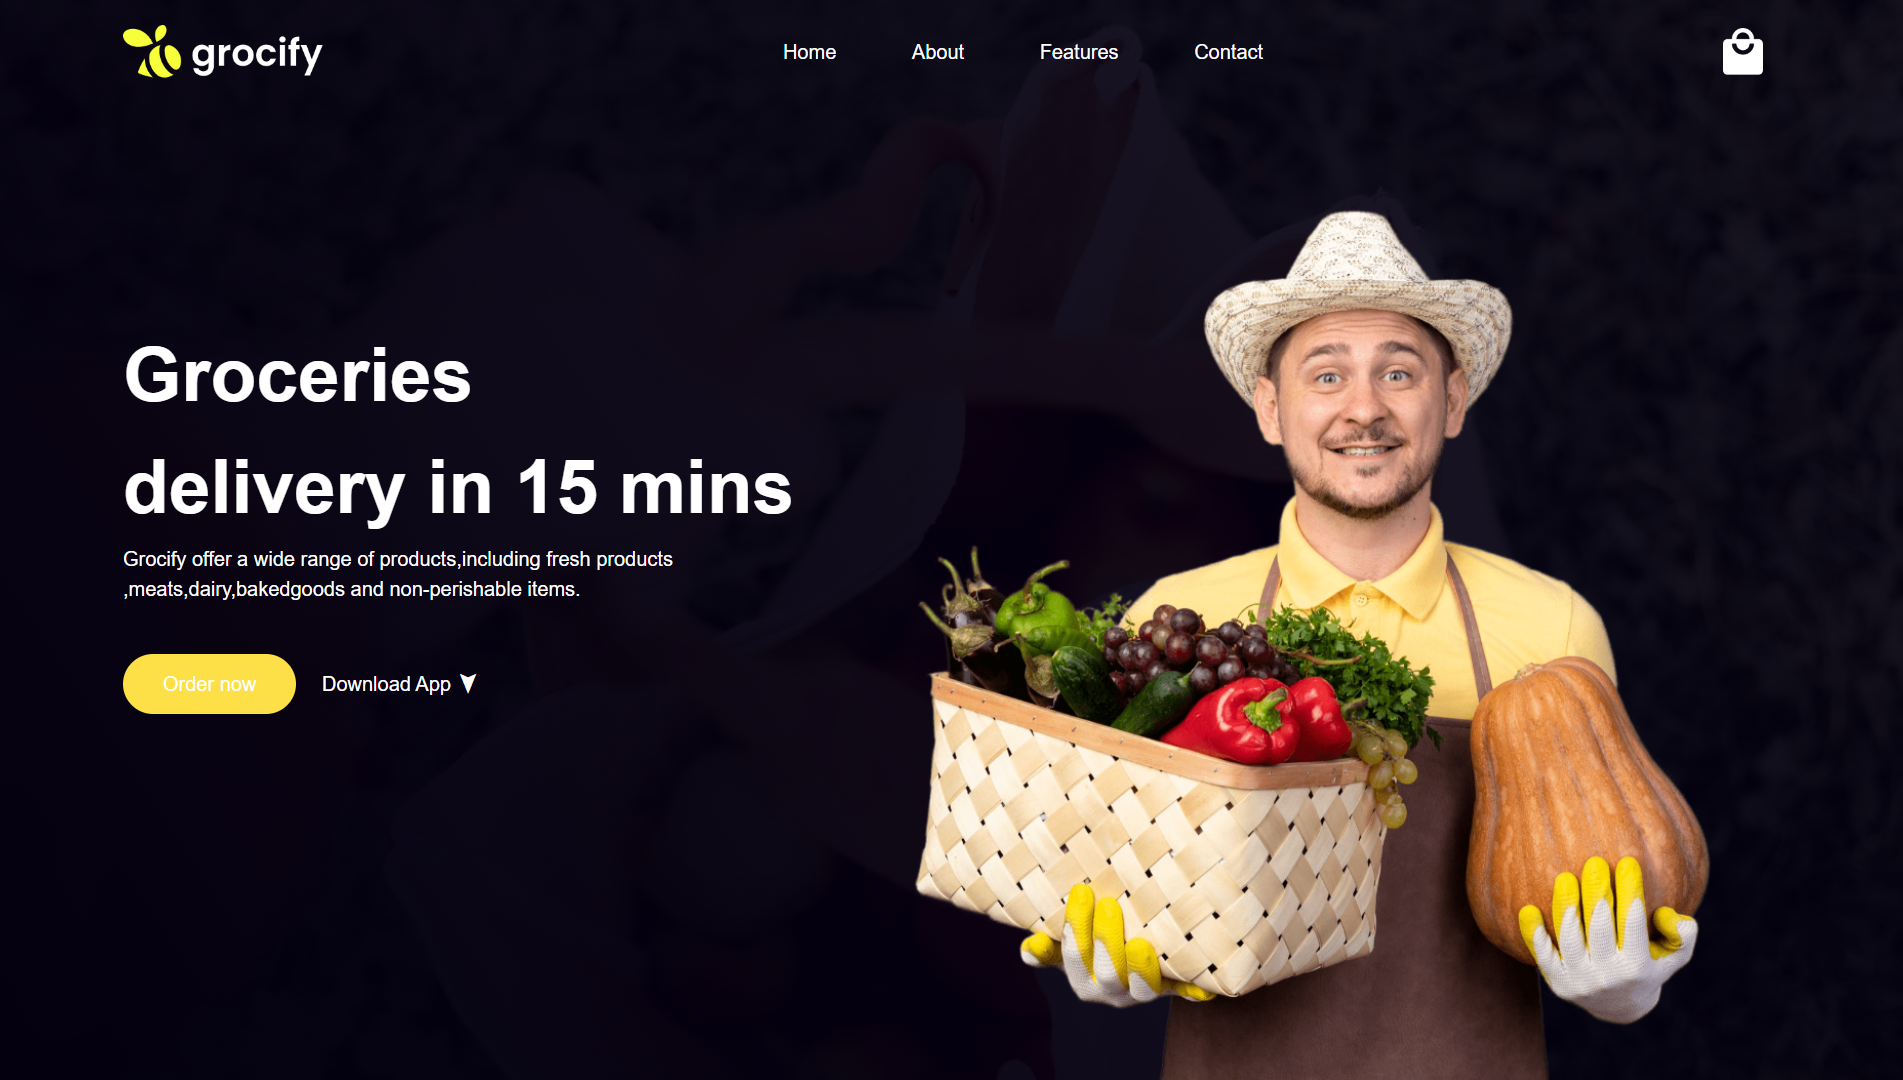 grocify
Home
About
Features
Contact
Groceries
delivery in 15 mins
Grocify offer a wide range of products,including fresh products
,meats,dairy,bakedgoods and non-perishable items.
Order now
Download App